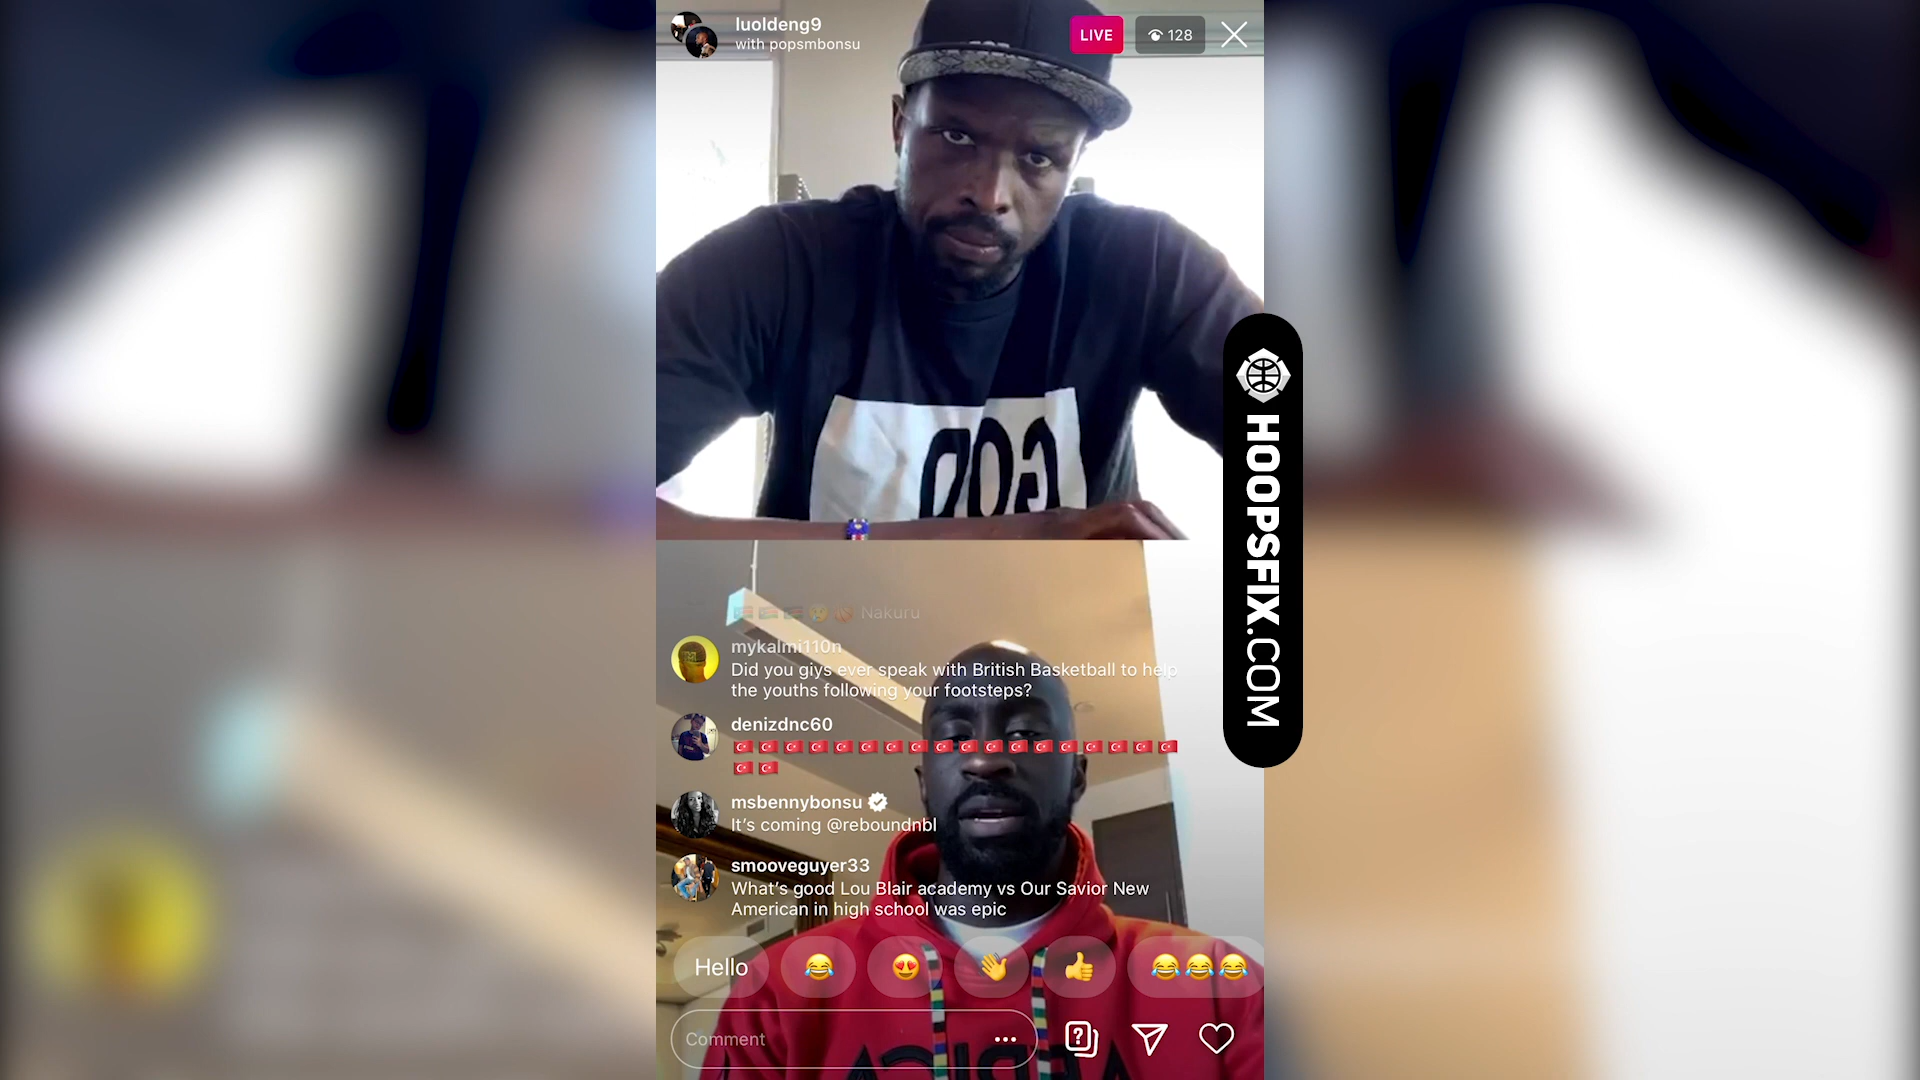 luoldeng9
with popsmbonsu
LIVE
128
GOD
HOOPSFIX.COM
Nakuru
mykalmi110n
Did you giys ever speak with British Basketball to help
the youths following your footsteps?
denizdnc60
msbennybonsu
It's coming @reboundnbl
smooveguyer33
What's good Lou Blair academy vs Our Savior New
American in high school was epic
Hello
Comment